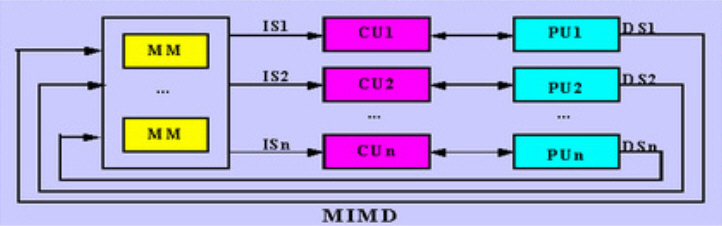 IS1 CU1 PU1 DS1
MM
... IS2 CU2 PU2 DS2
... ...
MM
ISn CUn PUn DSn
MIMD